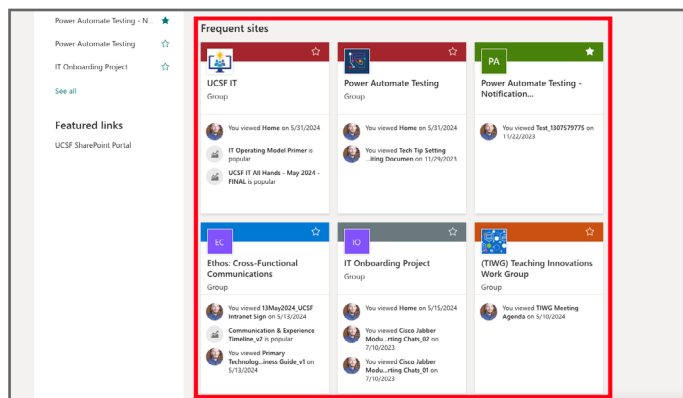 Power Automate Testing - N...
Power Automate Testing
IT Onboarding Project
See all
Featured links
UCSF SharePoint Portal
Frequent sites
UCSF IT
Group
You viewed Home on 5/31/2024
IT Operating Model Primer is
popular
UCSF IT All Hands - May 2024 -
FINAL is popular
Power Automate Testing
Group
You viewed Home on 5/31/2024
You viewed Tech Tip Setting
...iting Documen on 11/29/2023
PA
Power Automate Testing -
Notification...
You viewed Test_1307579775 on
11/22/2023
EC
Ethos: Cross-Functional
Communications
Group
You viewed 13May2024_UCSF
Intranet Sign on 5/13/2024
Communication & Experience
Timeline_v2 is popular
You viewed Primary
Technolog...iness Guide_v1 on
5/13/2024
IO
IT Onboarding Project
Group
You viewed Home on 5/15/2024
You viewed Cisco Jabber
Modu...rting Chats_02 on
7/10/2023
You viewed Cisco Jabber
Modu...rting Chats_01 on
7/10/2023
(TIWG) Teaching Innovations
Work Group
Group
You viewed TIWG Meeting
Agenda on 5/10/2024